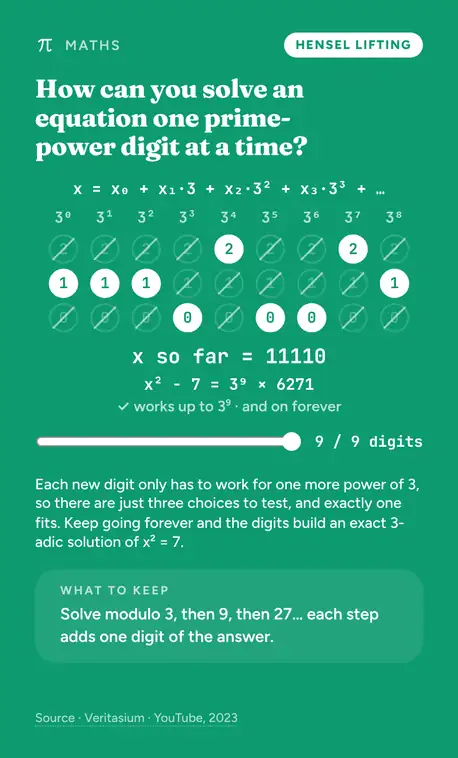 π MATHS
HENSEL LIFTING
How can you solve an
equation one prime-
power digit at a time?
x = x₀ + x₁·3 + x₂·3² + x₃·3³ + …
3⁰ 3¹ 3² 3³ 3⁴ 3⁵ 3⁶ 3⁷ 3⁸
2 2 2 2 2 2 2 2 2
1 1 1 1 1 1 1 1 1
0 0 0 0 0 0 0 0 0
x so far = 11110
x² - 7 = 3⁹ × 6271
✓ works up to 3⁹ · and on forever
9 / 9 digits
Each new digit only has to work for one more power of 3,
so there are just three choices to test, and exactly one
fits. Keep going forever and the digits build an exact 3-
adic solution of x² = 7.
WHAT TO KEEP
Solve modulo 3, then 9, then 27… each step
adds one digit of the answer.
Source · Veritasium · YouTube, 2023